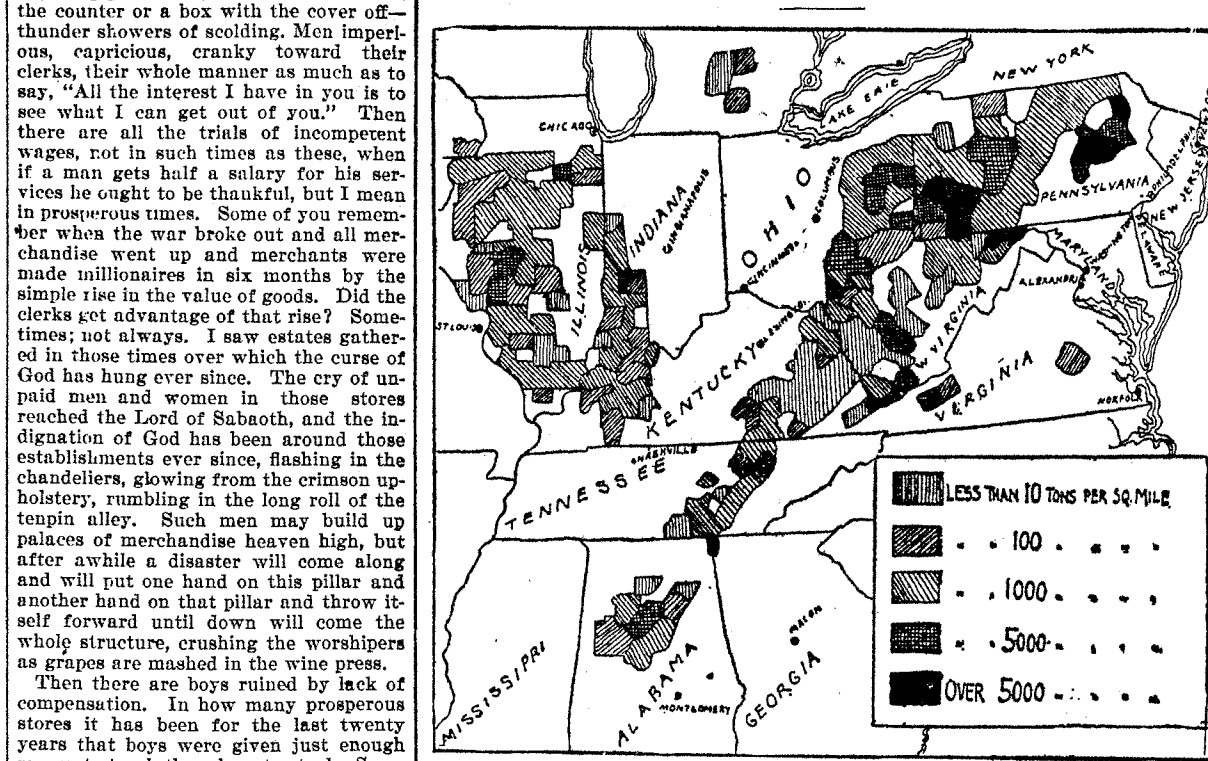 the counter or a box with the cover off—
thunder showers of scolding. Men imperi-
ous, capricious, cranky toward their
clerks, their whole manner as much as to
say, "All the interest I have in you is to
see what I can get out of you." Then
there are all the trials of incompetent
wages, not in such times as these, when
if a man gets half a salary for his ser-
vices he ought to be thankful, but I mean
in prosperous times. Some of you remem-
ber when the war broke out and all mer-
chandise went up and merchants were
made millionaires in six months by the
simple rise in the value of goods. Did the
clerks get advantage of that rise? Some-
times; not always. I saw estates gather-
ed in those times over which the curse of
God has hung ever since. The cry of un-
paid men and women in those stores
reached the Lord of Sabaoth, and the in-
dignation of God has been around those
establishments ever since, flashing in the
chandeliers, glowing from the crimson up-
holstery, rumbling in the long roll of the
tenpin alley. Such men may build up
palaces of merchandise heaven high, but
after awhile a disaster will come along
and will put one hand on this pillar and
another hand on that pillar and throw it-
self forward until down will come the
whole structure, crushing the worshipers
as grapes are mashed in the wine press.
Then there are boys ruined by lack of
compensation. In how many prosperous
stores it has been for the last twenty
years that boys were given just enough
NEW YORK
LAKE ERIE
CHICAGO
PENNSYLVANIA
PHILADELPHIA
NEW JERSEY
INDIANA
INDIANAPOLIS
OHIO
COLUMBUS
CINCINNATI
MARYLAND
WASHINGTON
DELAWARE
ALEXANDRIA
ILLINOIS
ST LOUIS
KENTUCKY
W VIRGINIA
VIRGINIA
NORFOLK
NASHVILLE
TENNESSEE
MISSISSIPPI
ALABAMA
MONTGOMERY
GEORGIA
MACON
LESS THAN 10 TONS PER SQ. MILE
" " 100 " " " "
" " 1000 " " " "
" " 5000 " " " "
OVER 5000 " " " "